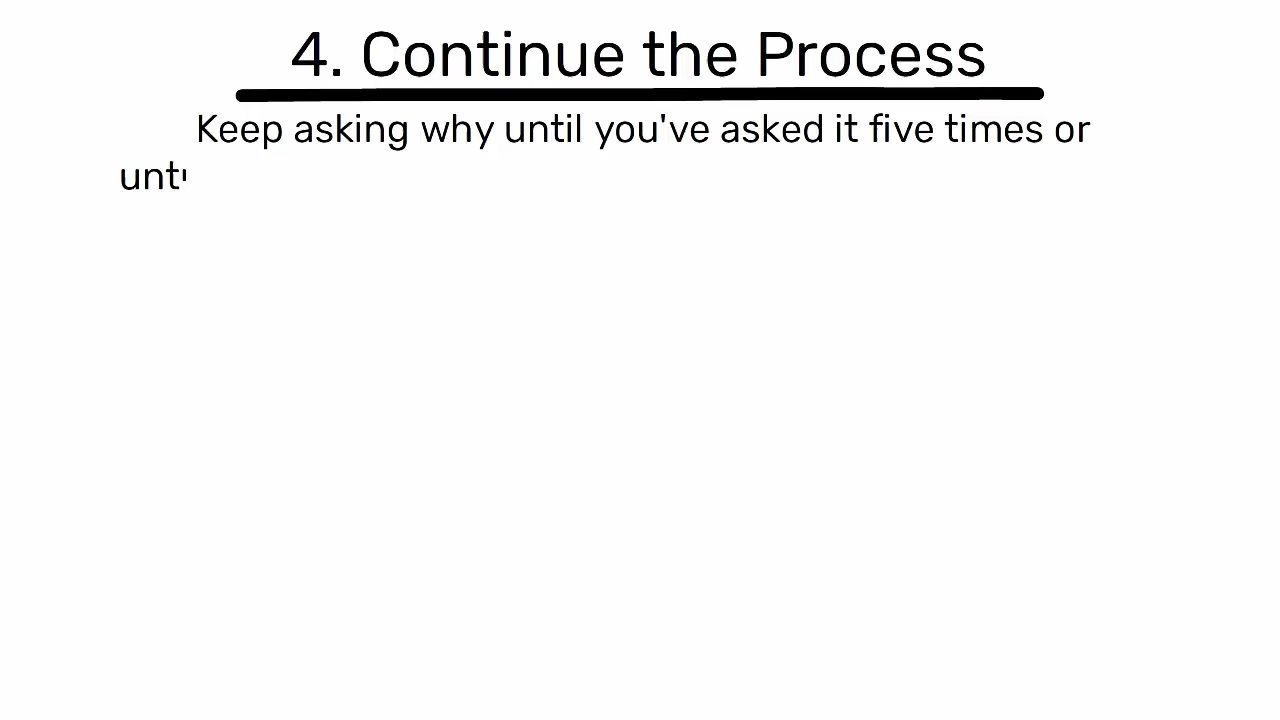 4. Continue the Process
Keep asking why until you've asked it five times or